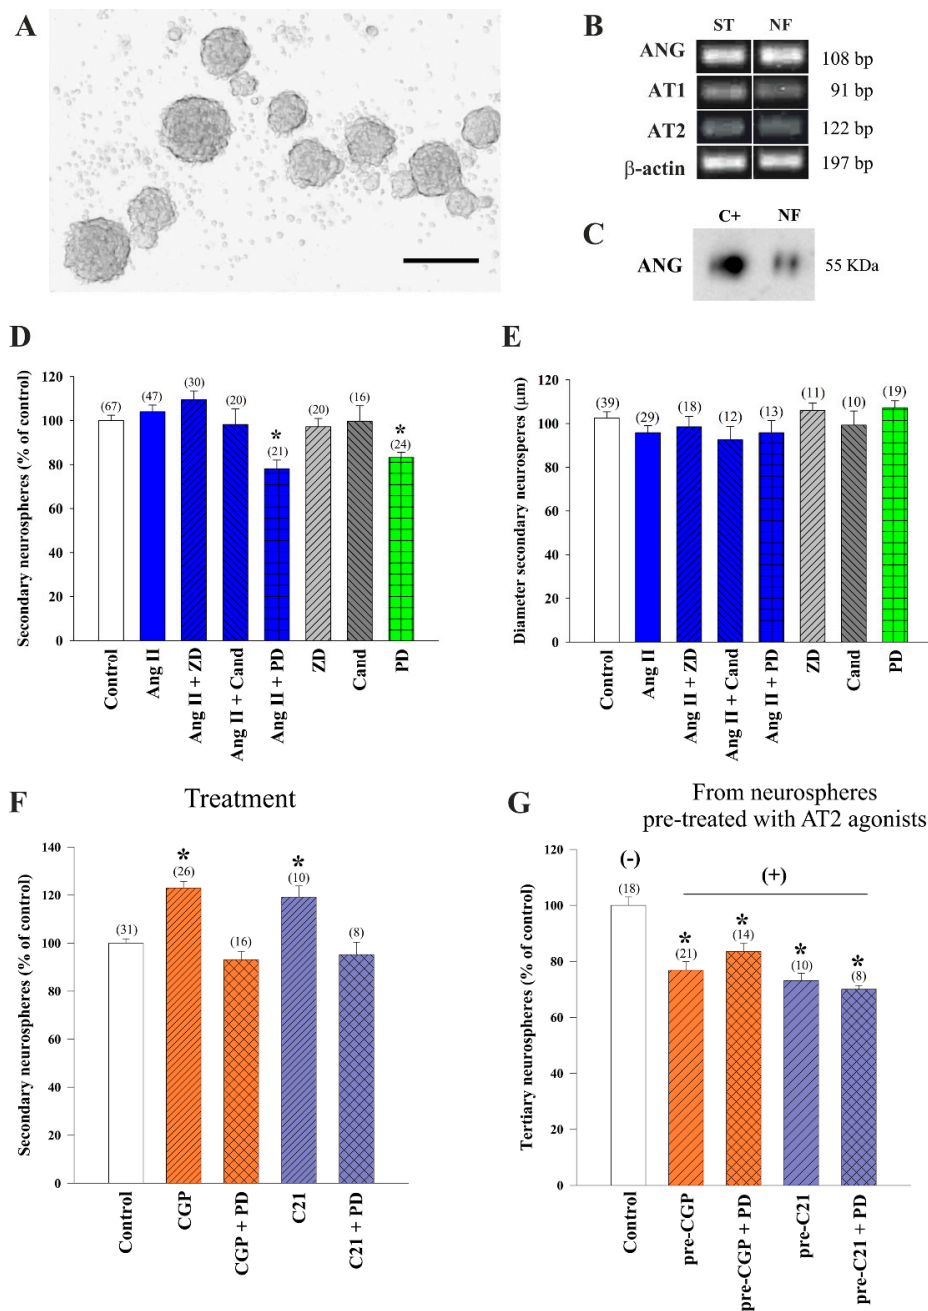 A
B
ST NF
ANG 108 bp
AT1 91 bp
AT2 122 bp
β-actin 197 bp
C
C+ NF
ANG 55 KDa
D
Secondary neurospheres (% of control)
120
100
80
60
40
20
0
(67)
(47)
(30)
(20)
*
(21)
(20)
(16)
*
(24)
Control
Ang II
Ang II + ZD
Ang II + Cand
Ang II + PD
ZD
Cand
PD
E
Diameter secondary neurosperes (μm)
120
100
80
60
40
20
0
(39)
(29)
(18)
(12)
(13)
(11)
(10)
(19)
Control
Ang II
Ang II + ZD
Ang II + Cand
Ang II + PD
ZD
Cand
PD
F
Treatment
Secondary neurospheres (% of control)
140
120
100
80
60
40
20
0
(31)
*
(26)
(16)
*
(10)
(8)
Control
CGP
CGP + PD
C21
C21 + PD
G
From neurospheres
pre-treated with AT2 agonists
Tertiary neurospheres (% of control)
120
100
80
60
40
20
0
(-)
(+)
(18)
*
(21)
*
(14)
*
(10)
*
(8)
Control
pre-CGP
pre-CGP + PD
pre-C21
pre-C21 + PD